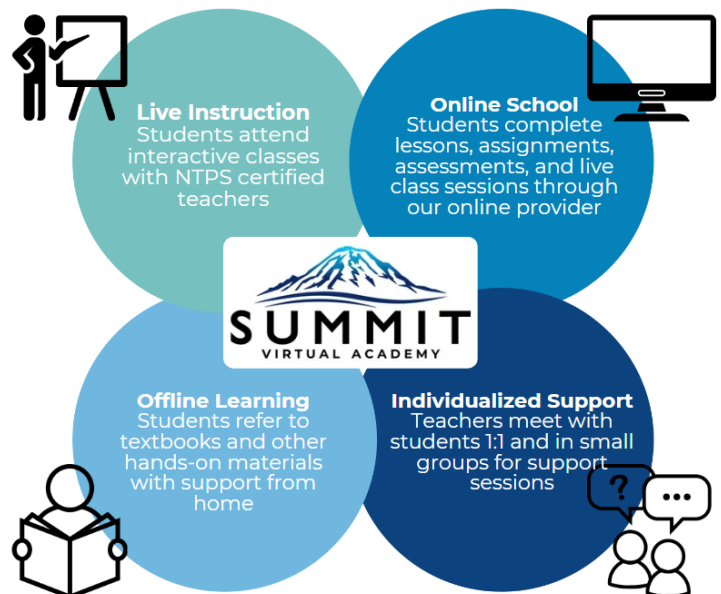 Live Instruction
Students attend
interactive classes
with NTPS certified
teachers
Online School
Students complete
lessons, assignments,
assessments, and live
class sessions through
our online provider
SUMMIT
VIRTUAL ACADEMY
Offline Learning
Students refer to
textbooks and other
hands-on materials
with support from
home
Individualized Support
Teachers meet with
students 1:1 and in small
groups for support
sessions
?
...